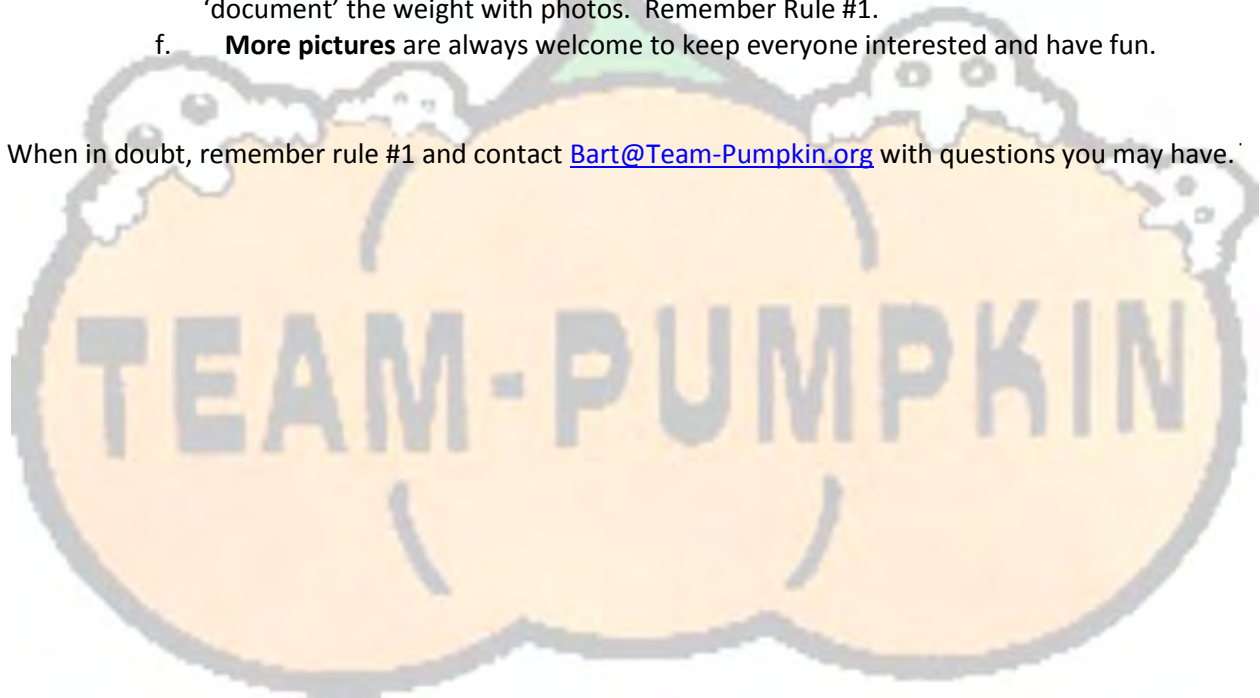 ‘document’ the weight with photos.  Remember Rule #1.
f. More pictures are always welcome to keep everyone interested and have fun.
When in doubt, remember rule #1 and contact Bart@Team-Pumpkin.org with questions you may have.
TEAM-PUMPKIN